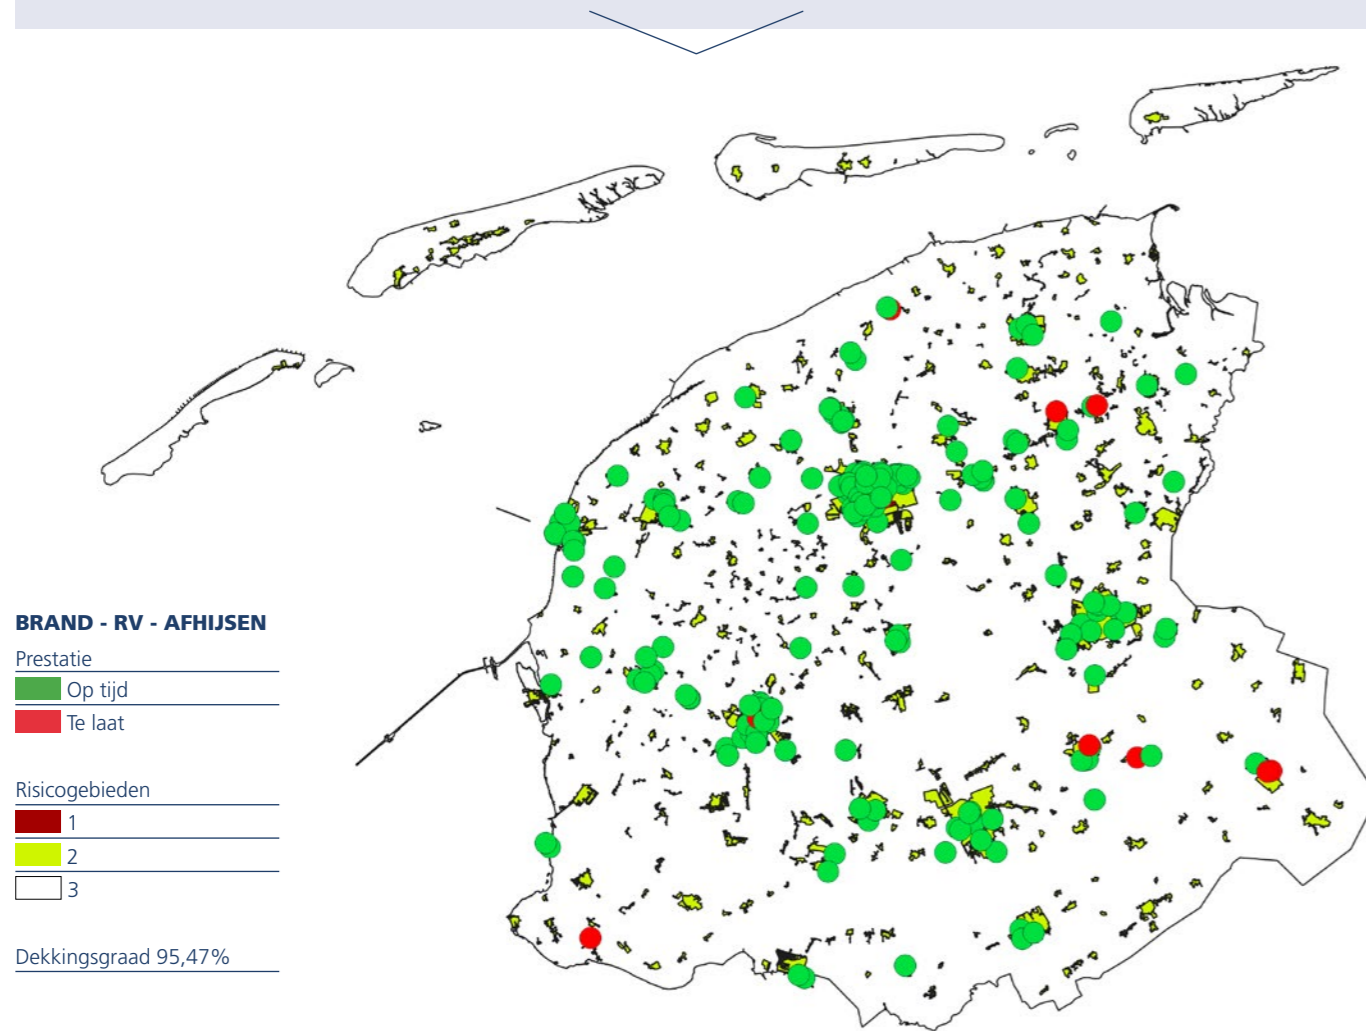 BRAND - RV - AFHIJSEN
Prestatie
Op tijd
Te laat
Risicogebieden
1
2
3
Dekkingsgraad 95,47%